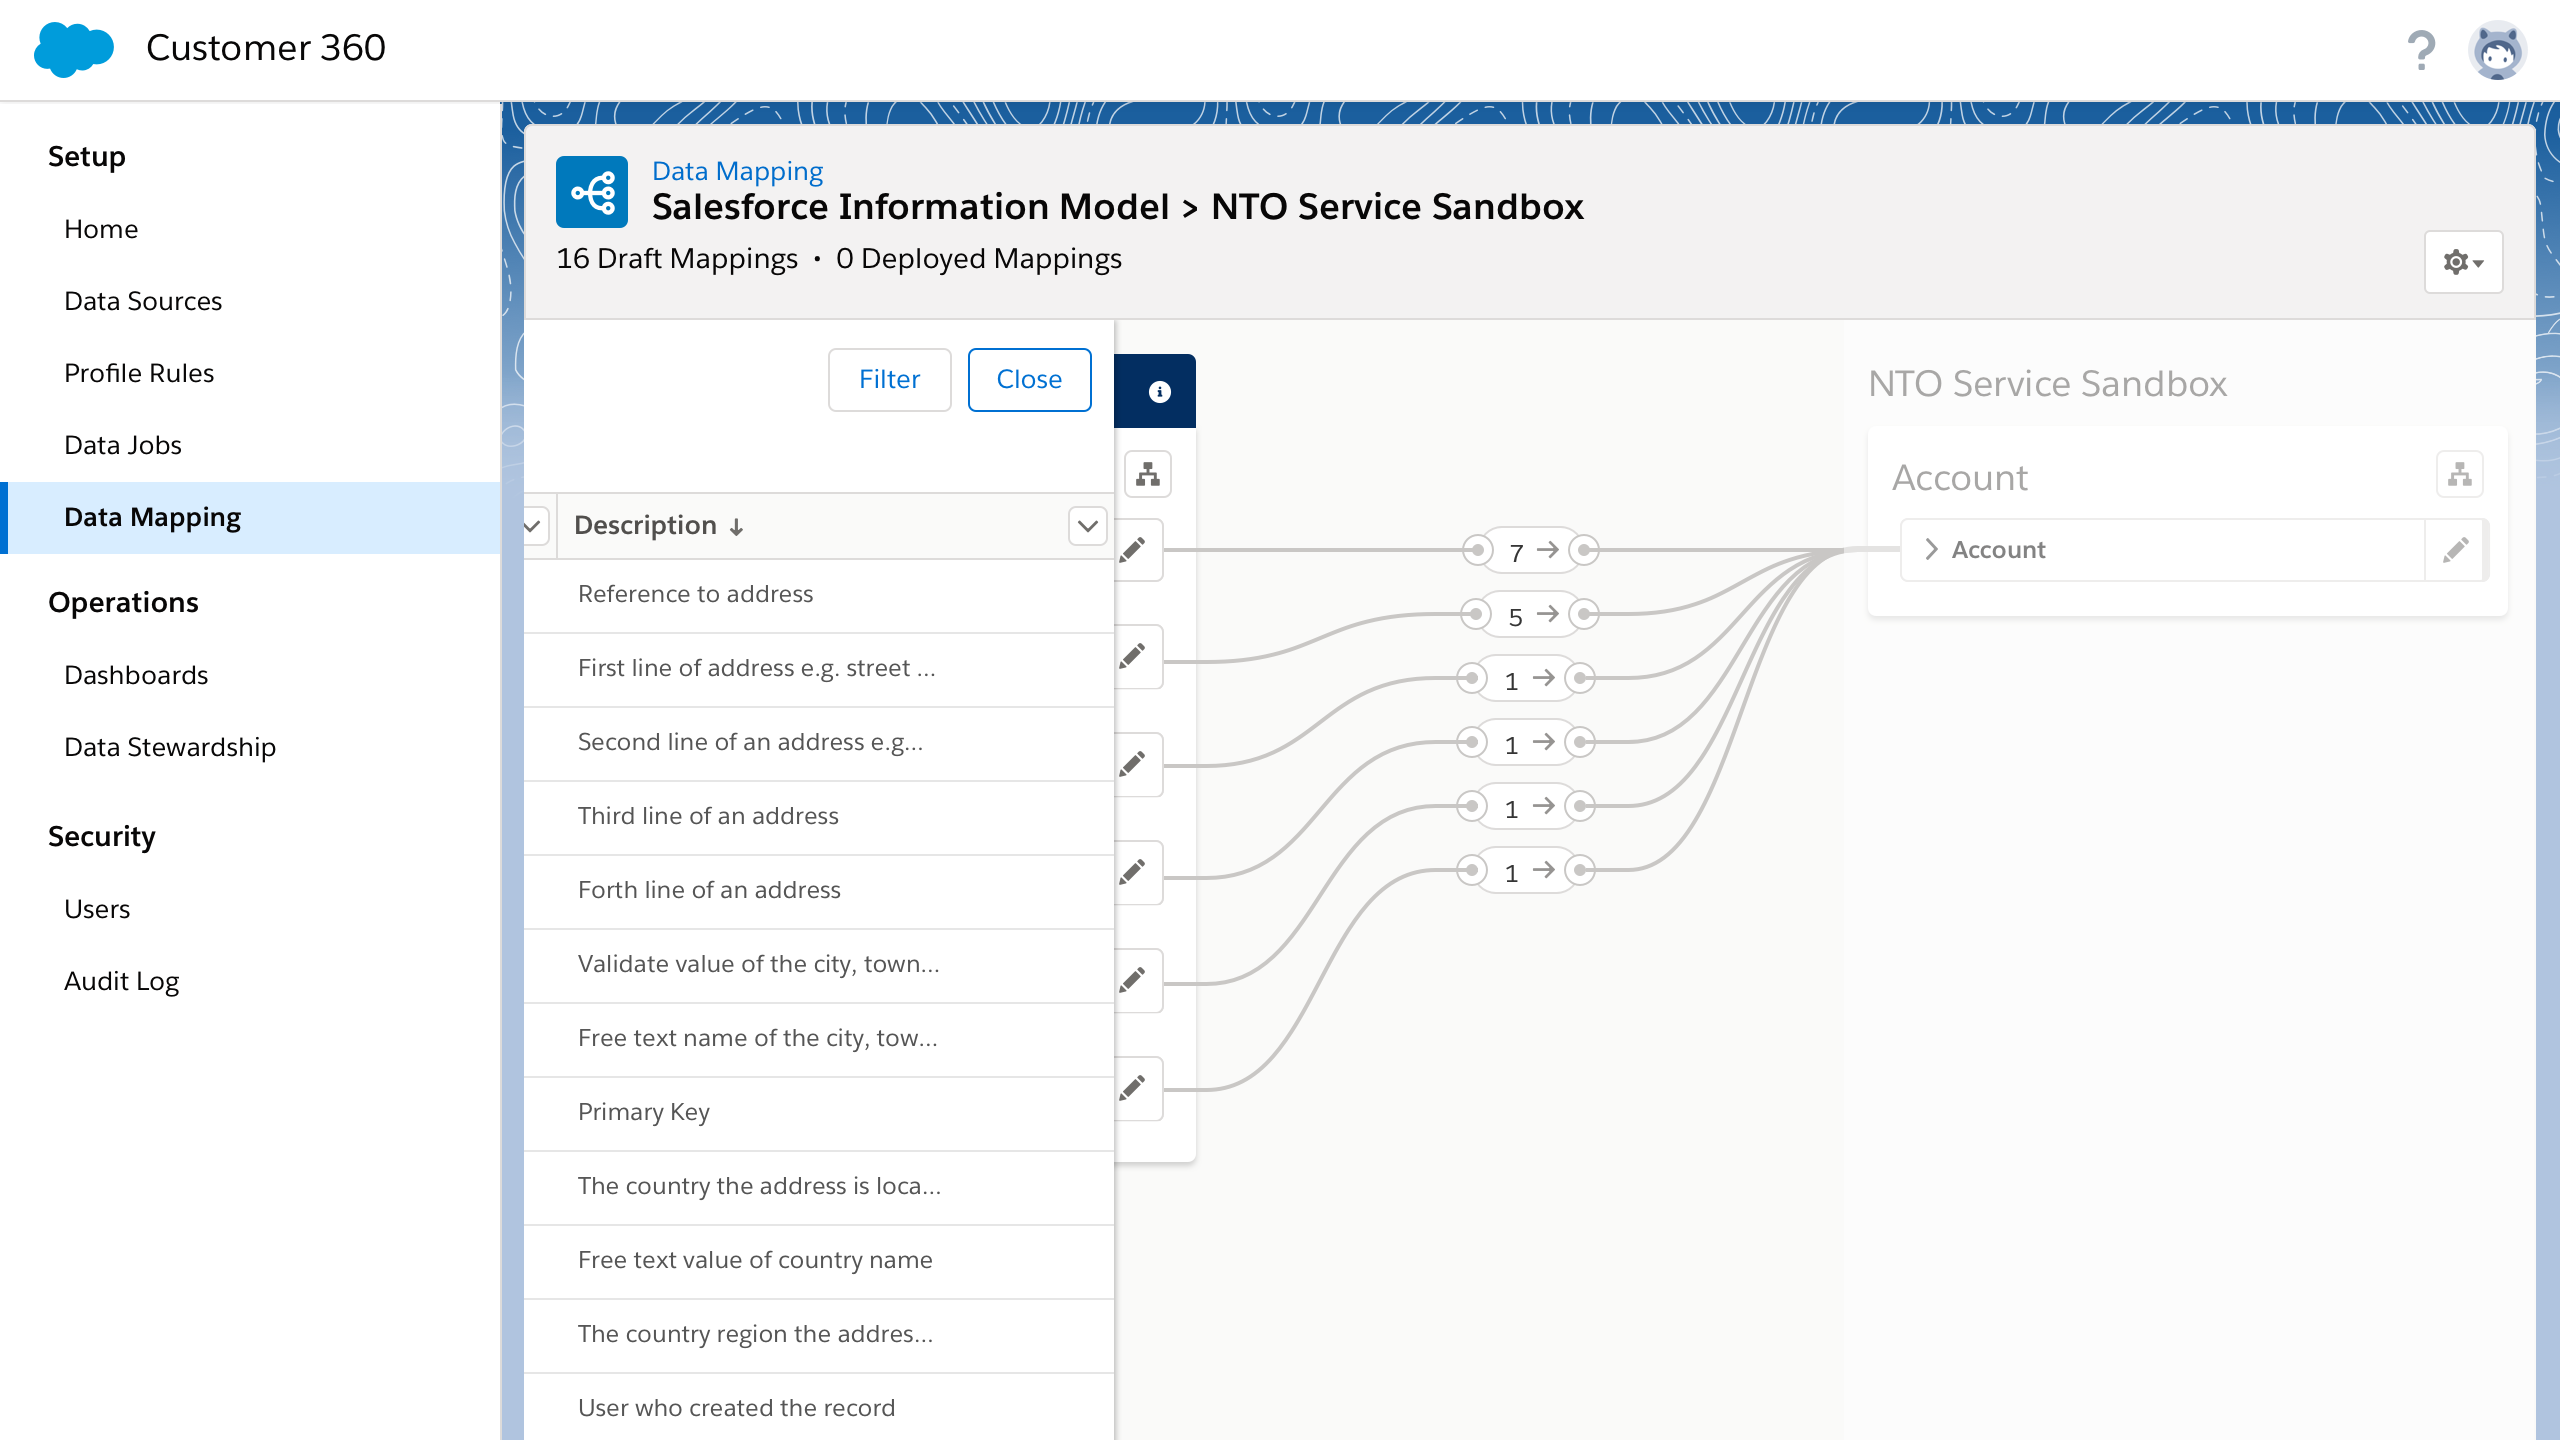 Customer 360
Setup
Home
Data Sources
Profile Rules
Data Jobs
Data Mapping
Operations
Dashboards
Data Stewardship
Security
Users
Audit Log
Data Mapping
Salesforce Information Model > NTO Service Sandbox
16 Draft Mappings • 0 Deployed Mappings
Filter
Close
Description ↓
Reference to address
First line of address e.g. street ...
Second line of an address e.g...
Third line of an address
Forth line of an address
Validate value of the city, town...
Free text name of the city, tow...
Primary Key
The country the address is loca...
Free text value of country name
The country region the addres...
User who created the record
7 →
5 →
1 →
1 →
1 →
1 →
NTO Service Sandbox
Account
Account